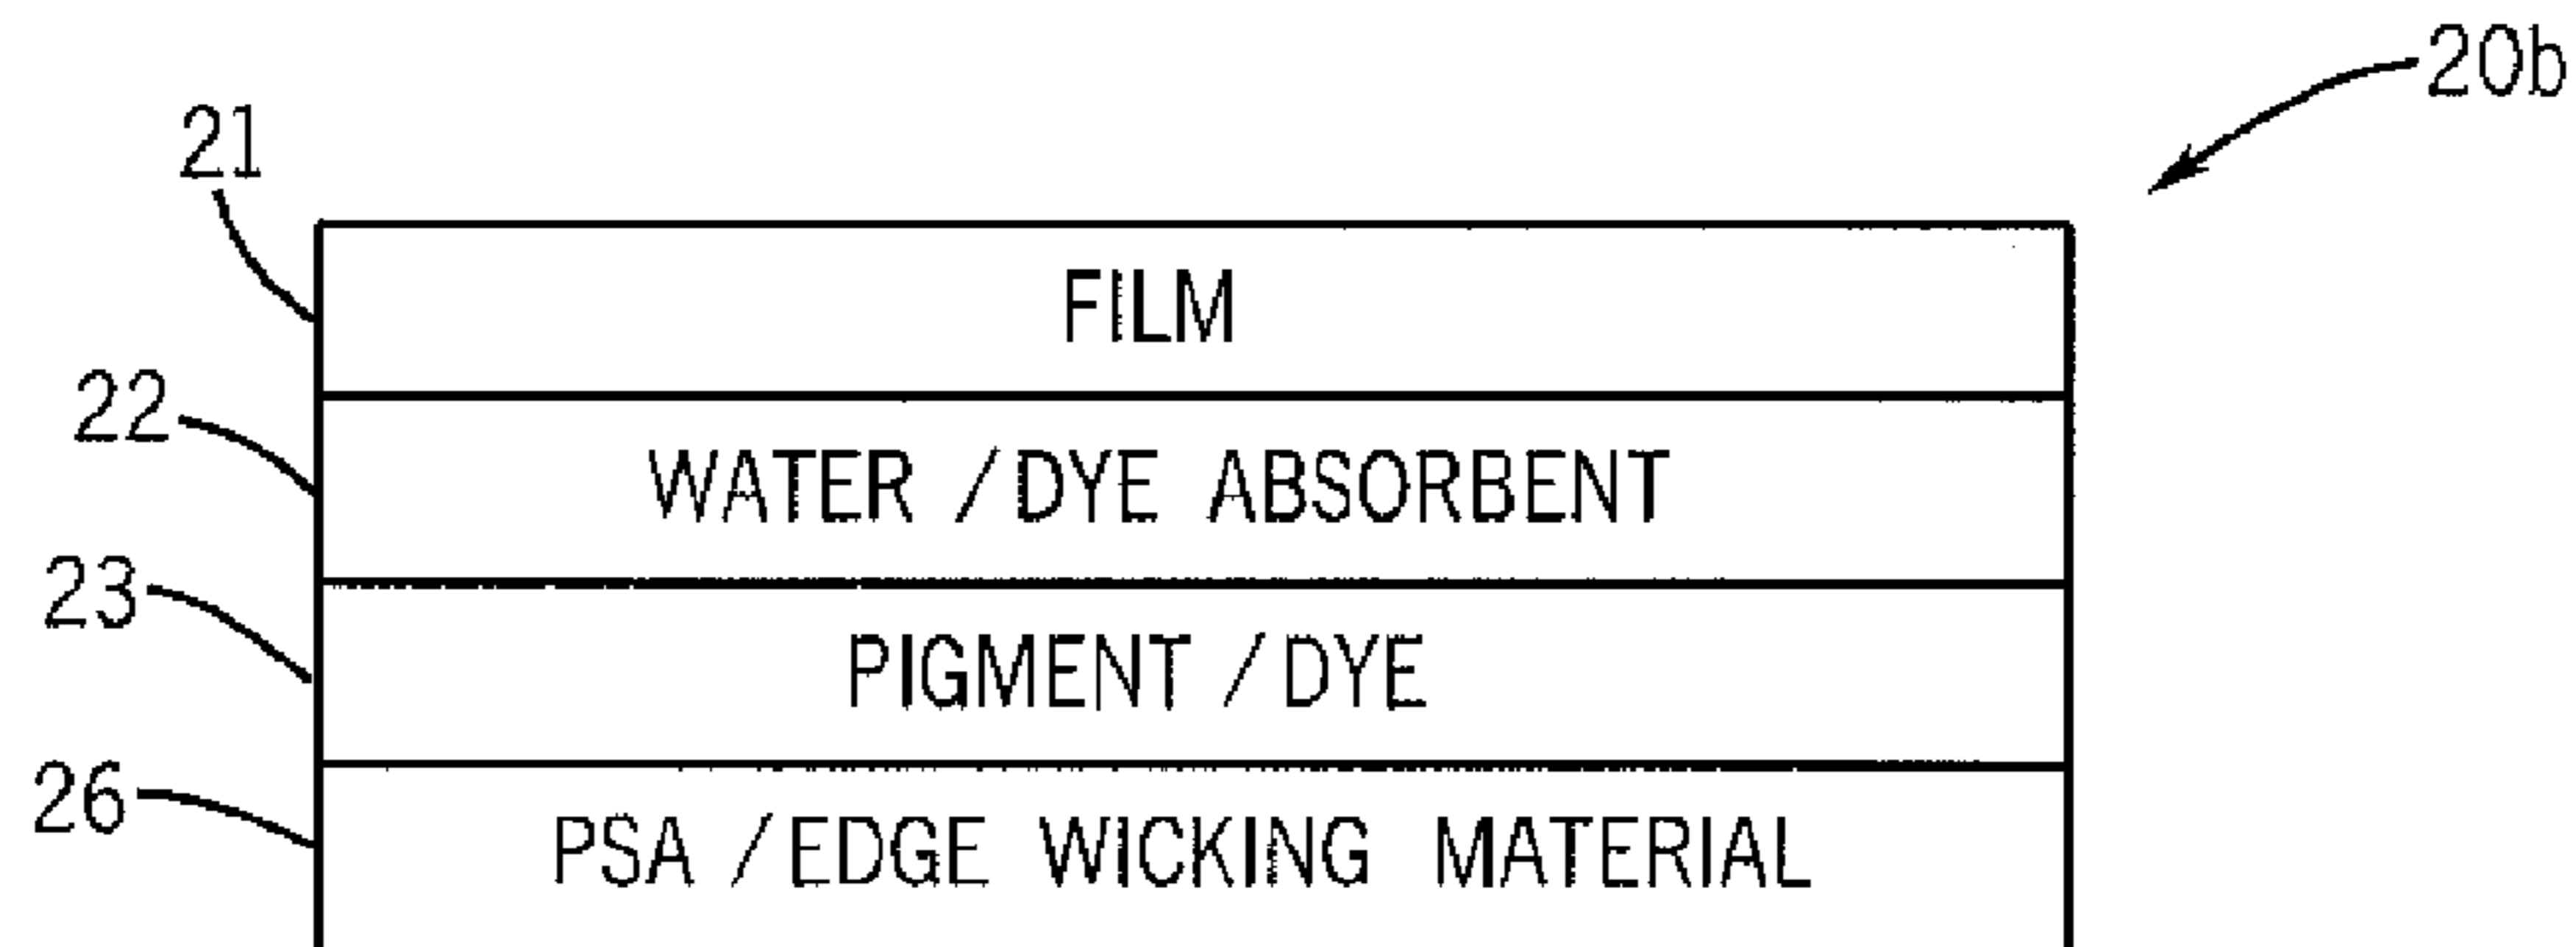 20b
21
FILM
22
WATER / DYE ABSORBENT
23
PIGMENT / DYE
26
PSA / EDGE WICKING MATERIAL